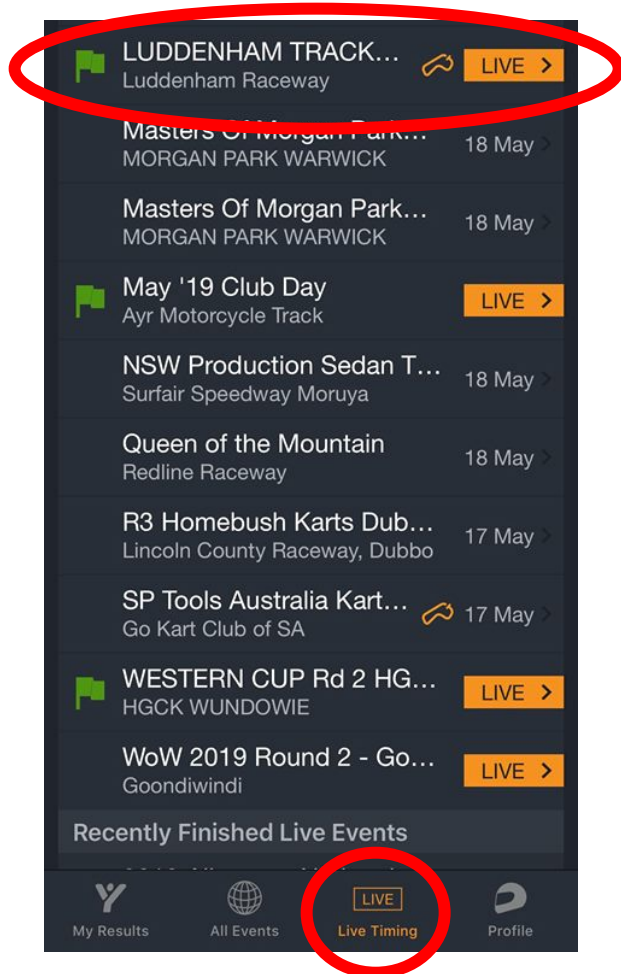 LUDDENHAM TRACK...
LIVE >
Luddenham Raceway
Masters Of Morgan Park...
18 May >
MORGAN PARK WARWICK
Masters Of Morgan Park...
18 May >
MORGAN PARK WARWICK
May '19 Club Day
LIVE >
Ayr Motorcycle Track
NSW Production Sedan T...
18 May >
Surfair Speedway Moruya
Queen of the Mountain
18 May >
Redline Raceway
R3 Homebush Karts Dub...
17 May >
Lincoln County Raceway, Dubbo
SP Tools Australia Kart...
17 May >
Go Kart Club of SA
WESTERN CUP Rd 2 HG...
LIVE >
HGCK WUNDOWIE
WoW 2019 Round 2 - Go...
LIVE >
Goondiwindi
Recently Finished Live Events
LIVE
My Results All Events Live Timing Profile